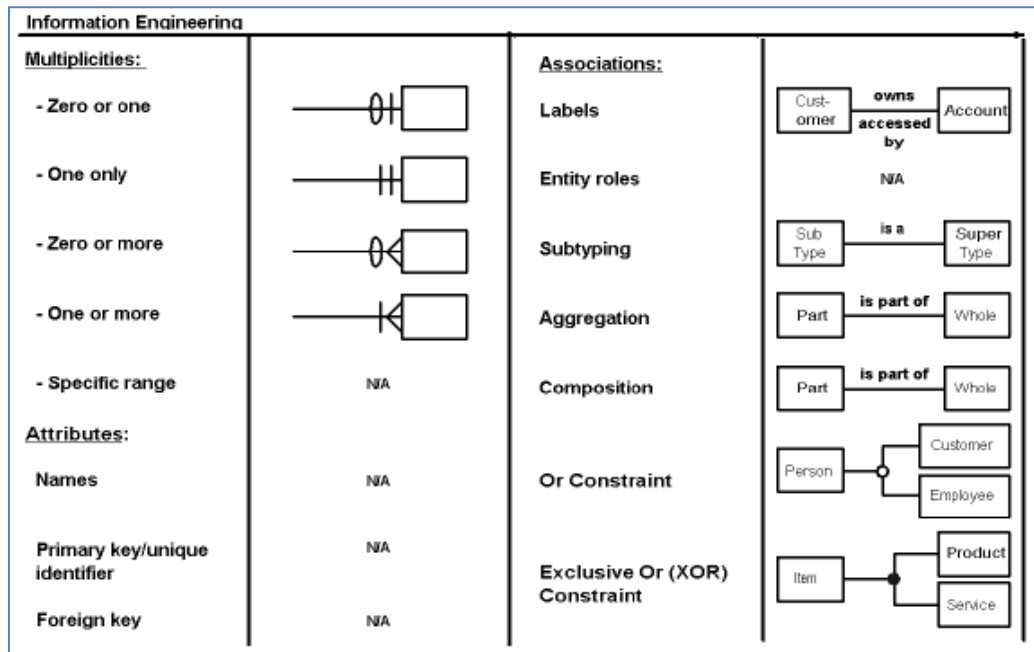 Information Engineering
Multiplicities:
- Zero or one
- One only
- Zero or more
- One or more
- Specific range
N/A
Attributes:
Names
N/A
Primary key/unique
identifier
N/A
Foreign key
N/A
Associations:
Labels
Cust-
omer
owns
accessed
by
Account
Entity roles
N/A
Subtyping
Sub
Type
is a
Super
Type
Aggregation
Part
is part of
Whole
Composition
Part
is part of
Whole
Or Constraint
Person
Customer
Employee
Exclusive Or (XOR)
Constraint
Item
Product
Service